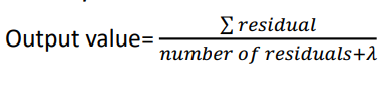 Output value= ∑ residual / number of residuals+λ